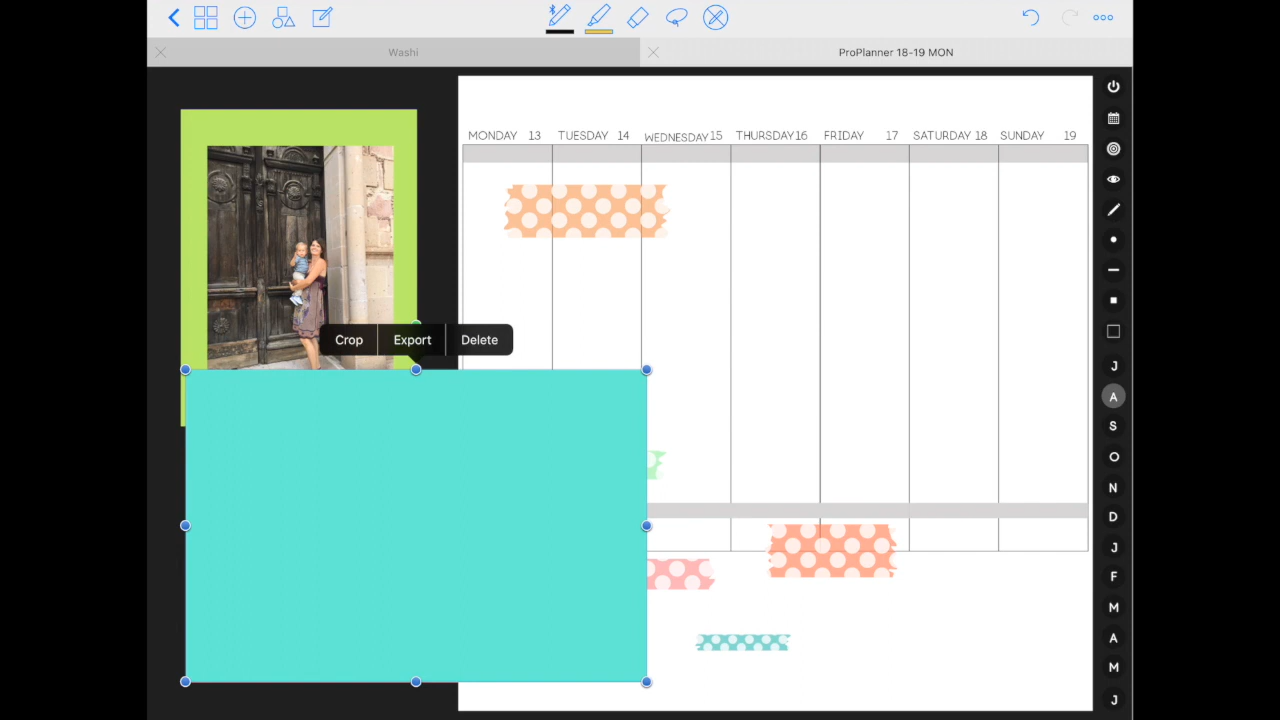 Washi
ProPlanner 18-19 MON
MONDAY 13 TUESDAY 14 WEDNESDAY 15 THURSDAY 16 FRIDAY 17 SATURDAY 18 SUNDAY 19
Crop Export Delete
J
A
S
O
N
D
J
F
M
A
M
J